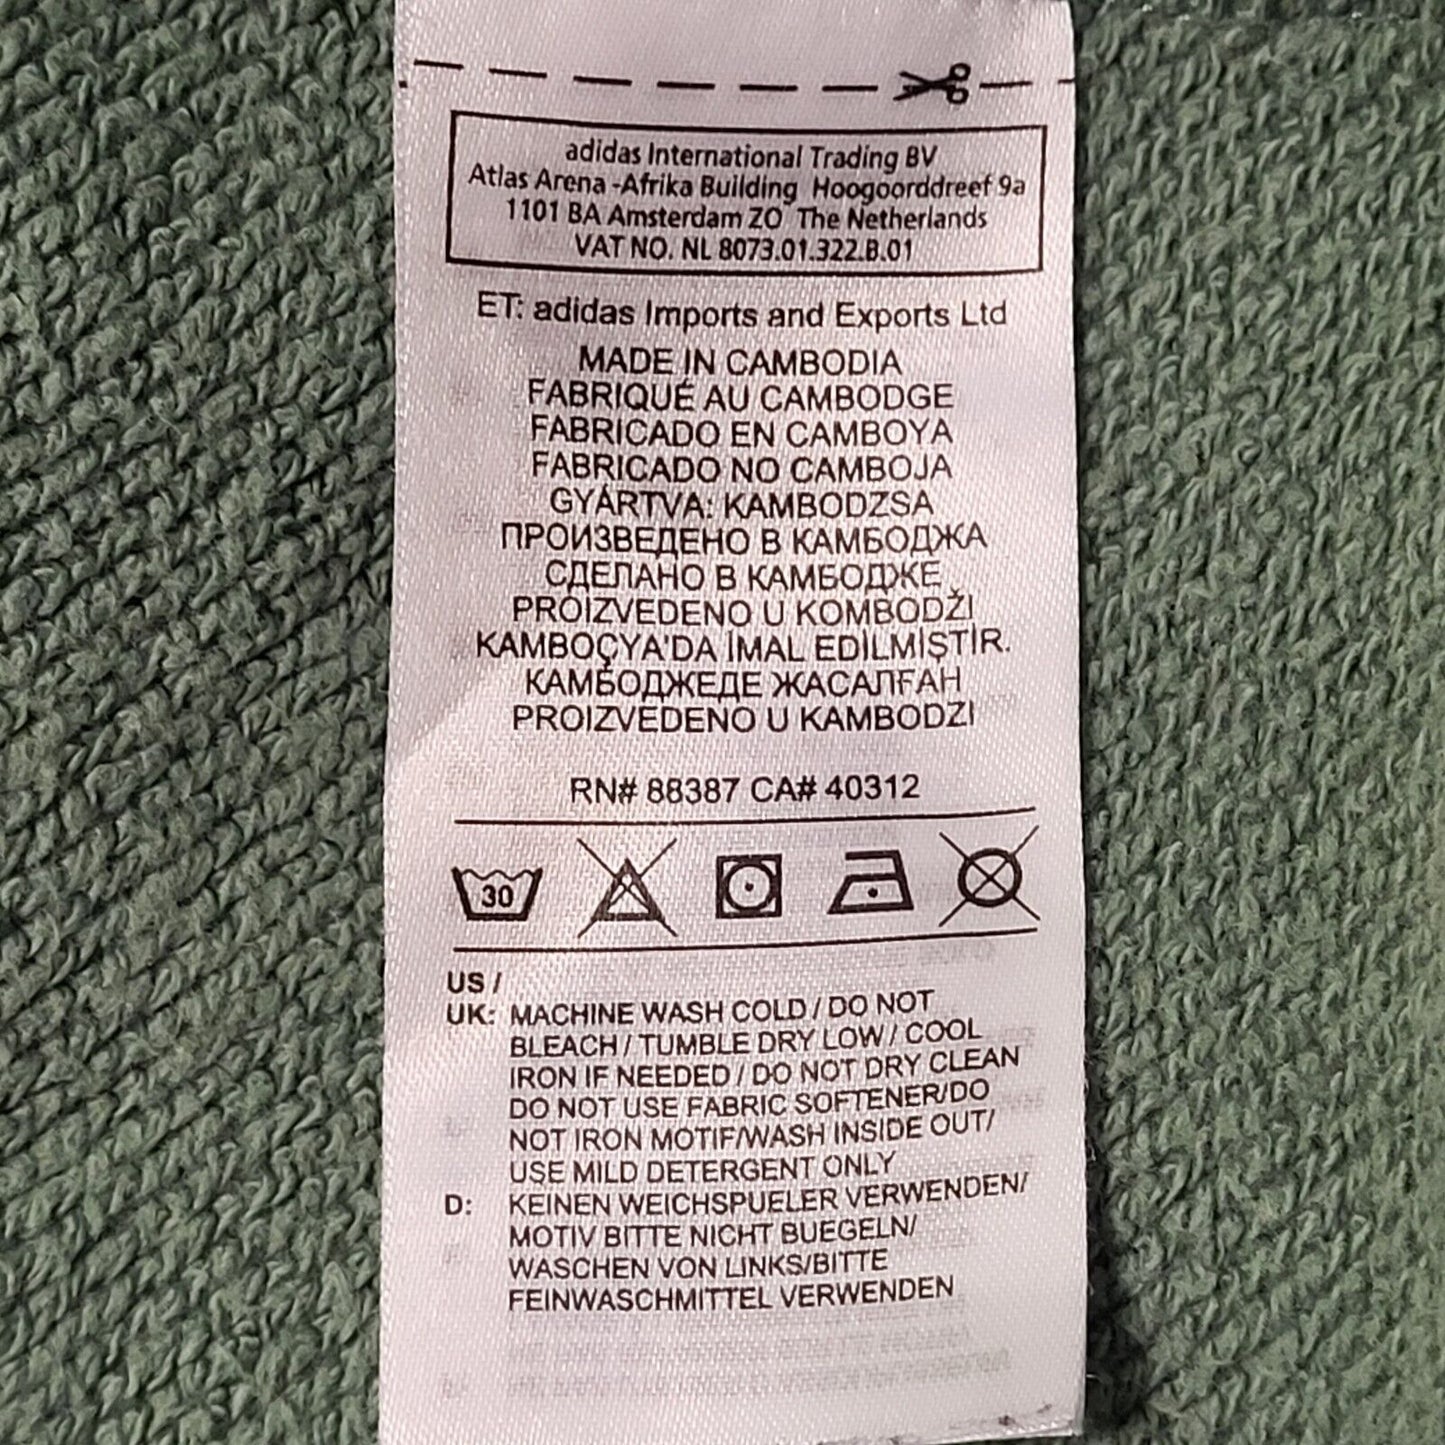 adidas International Trading BV
Atlas Arena -Afrika Building Hoogoorddreef 9a
1101 BA Amsterdam ZO The Netherlands
VAT NO. NL 8073.01.322.B.01
ET: adidas Imports and Exports Ltd
MADE IN CAMBODIA
FABRIQUÉ AU CAMBODGE
FABRICADO EN CAMBOYA
FABRICADO NO CAMBOJA
GYÁRTVA: KAMBODZSA
ПРОИЗВЕДЕНО В КАМБОДЖА
СДЕЛАНО В КАМБОДЖЕ
PROIZVEDENO U KOMBODŽI
KAMBOÇYA'DA İMAL EDİLMİŞTİR.
КАМБОДЖЕДЕ ЖАСАЛҒАН
PROIZVEDENO U KAMBODZI
RN# 88387 CA# 40312
30
US /
UK: MACHINE WASH COLD / DO NOT
BLEACH / TUMBLE DRY LOW / COOL
IRON IF NEEDED / DO NOT DRY CLEAN
DO NOT USE FABRIC SOFTENER/DO
NOT IRON MOTIF/WASH INSIDE OUT/
USE MILD DETERGENT ONLY
D: KEINEN WEICHSPUELER VERWENDEN/
MOTIV BITTE NICHT BUEGELN/
WASCHEN VON LINKS/BITTE
FEINWASCHMITTEL VERWENDEN